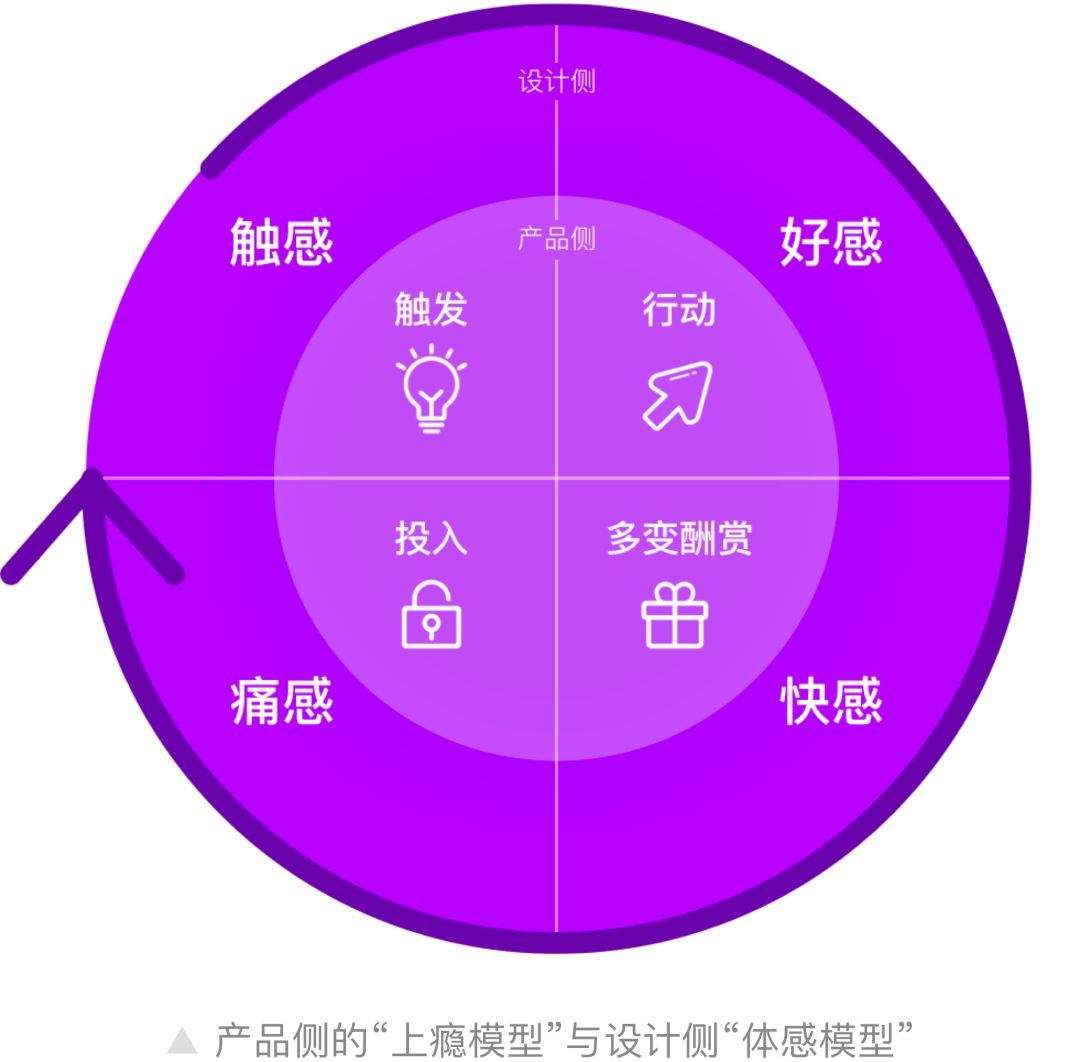 设计侧
触感
好感
产品侧
触发
行动
投入
多变酬赏
痛感
快感
产品侧的“上瘾模型”与设计侧“体感模型”